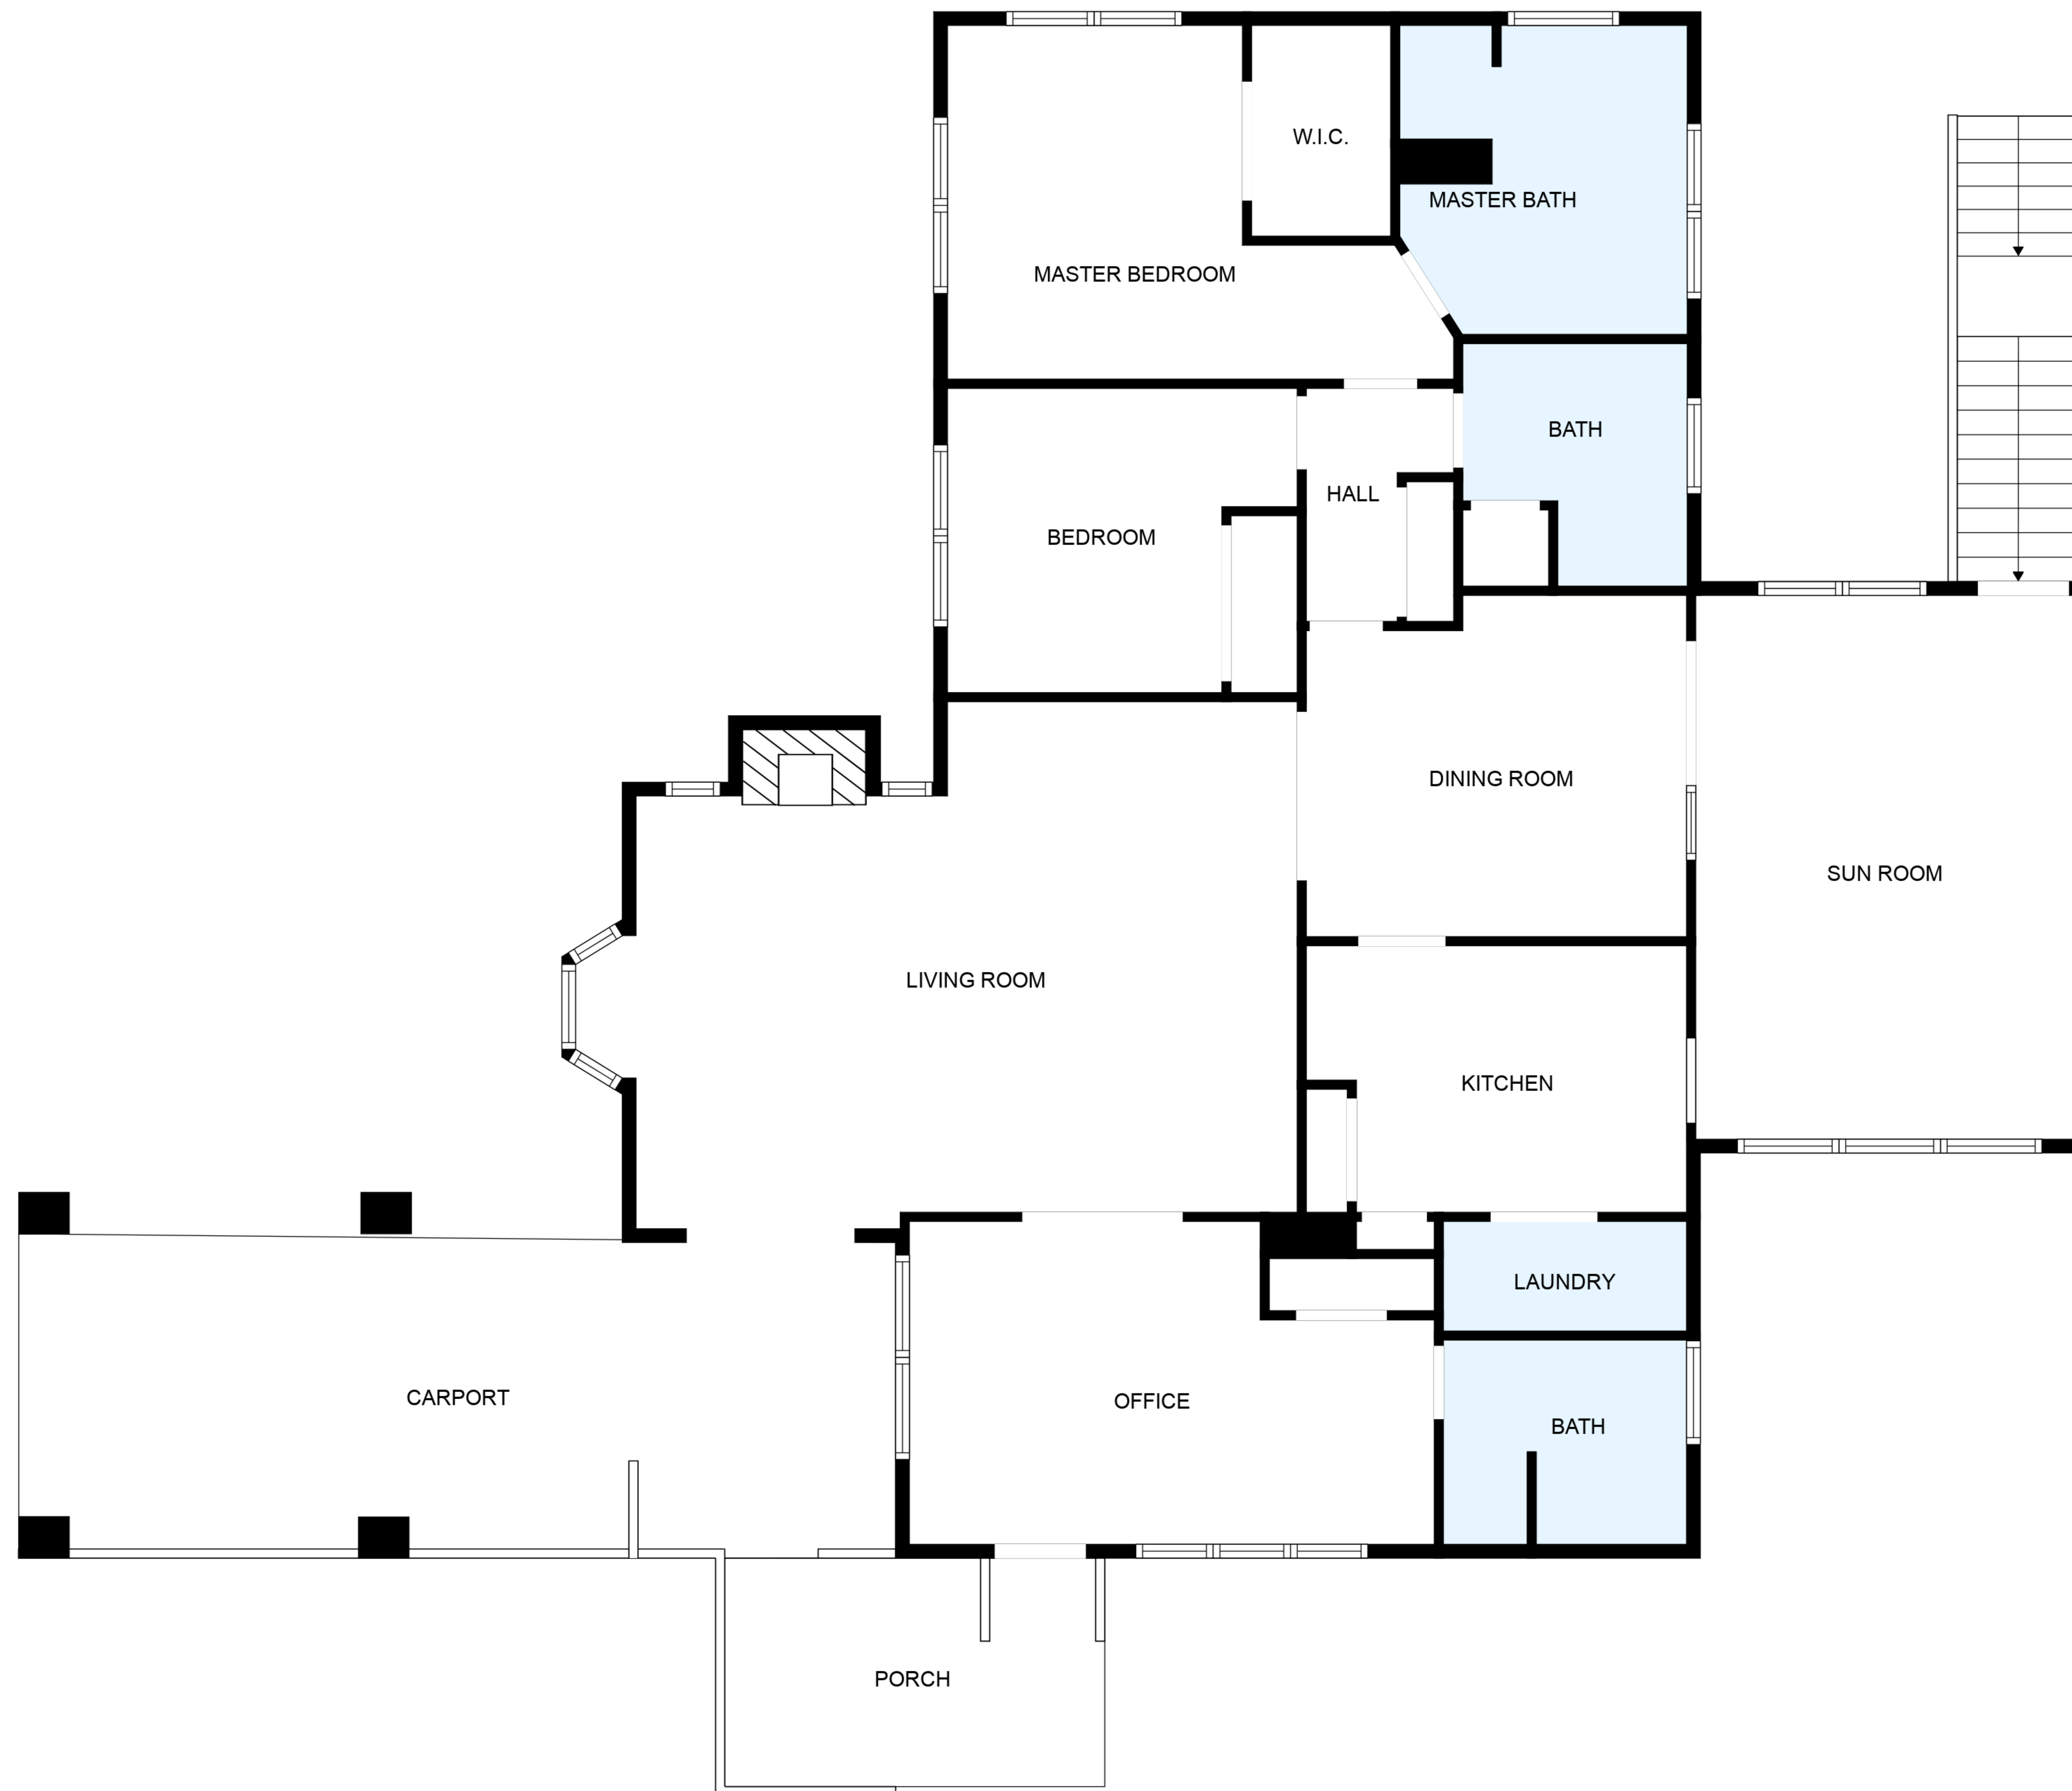 W.I.C.
MASTER BATH
MASTER BEDROOM
BATH
HALL
BEDROOM
DINING ROOM
SUN ROOM
LIVING ROOM
KITCHEN
LAUNDRY
CARPORT
OFFICE
BATH
PORCH